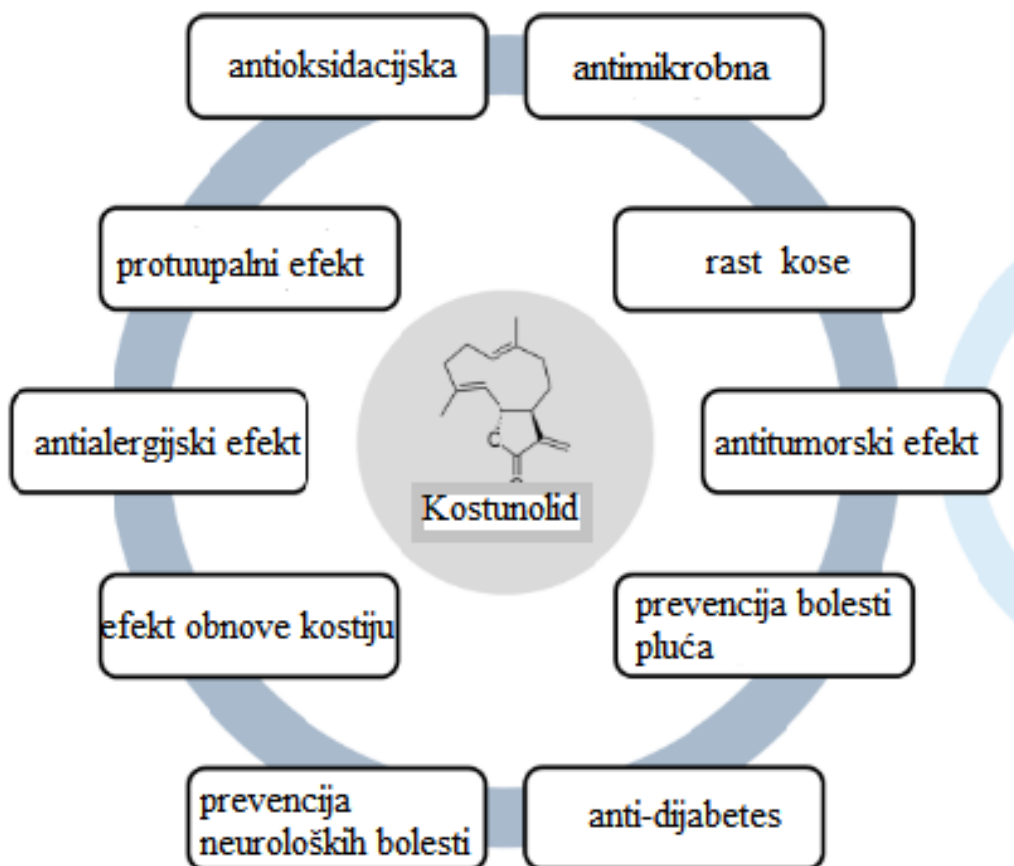 antioksidacijska
antimikrobna
protuupalni efekt
rast kose
antialergijski efekt
antitumorski efekt
O
O
Kostunolid
efekt obnove kostiju
prevencija bolesti
pluća
prevencija
neuroloških bolesti
anti-dijabetes